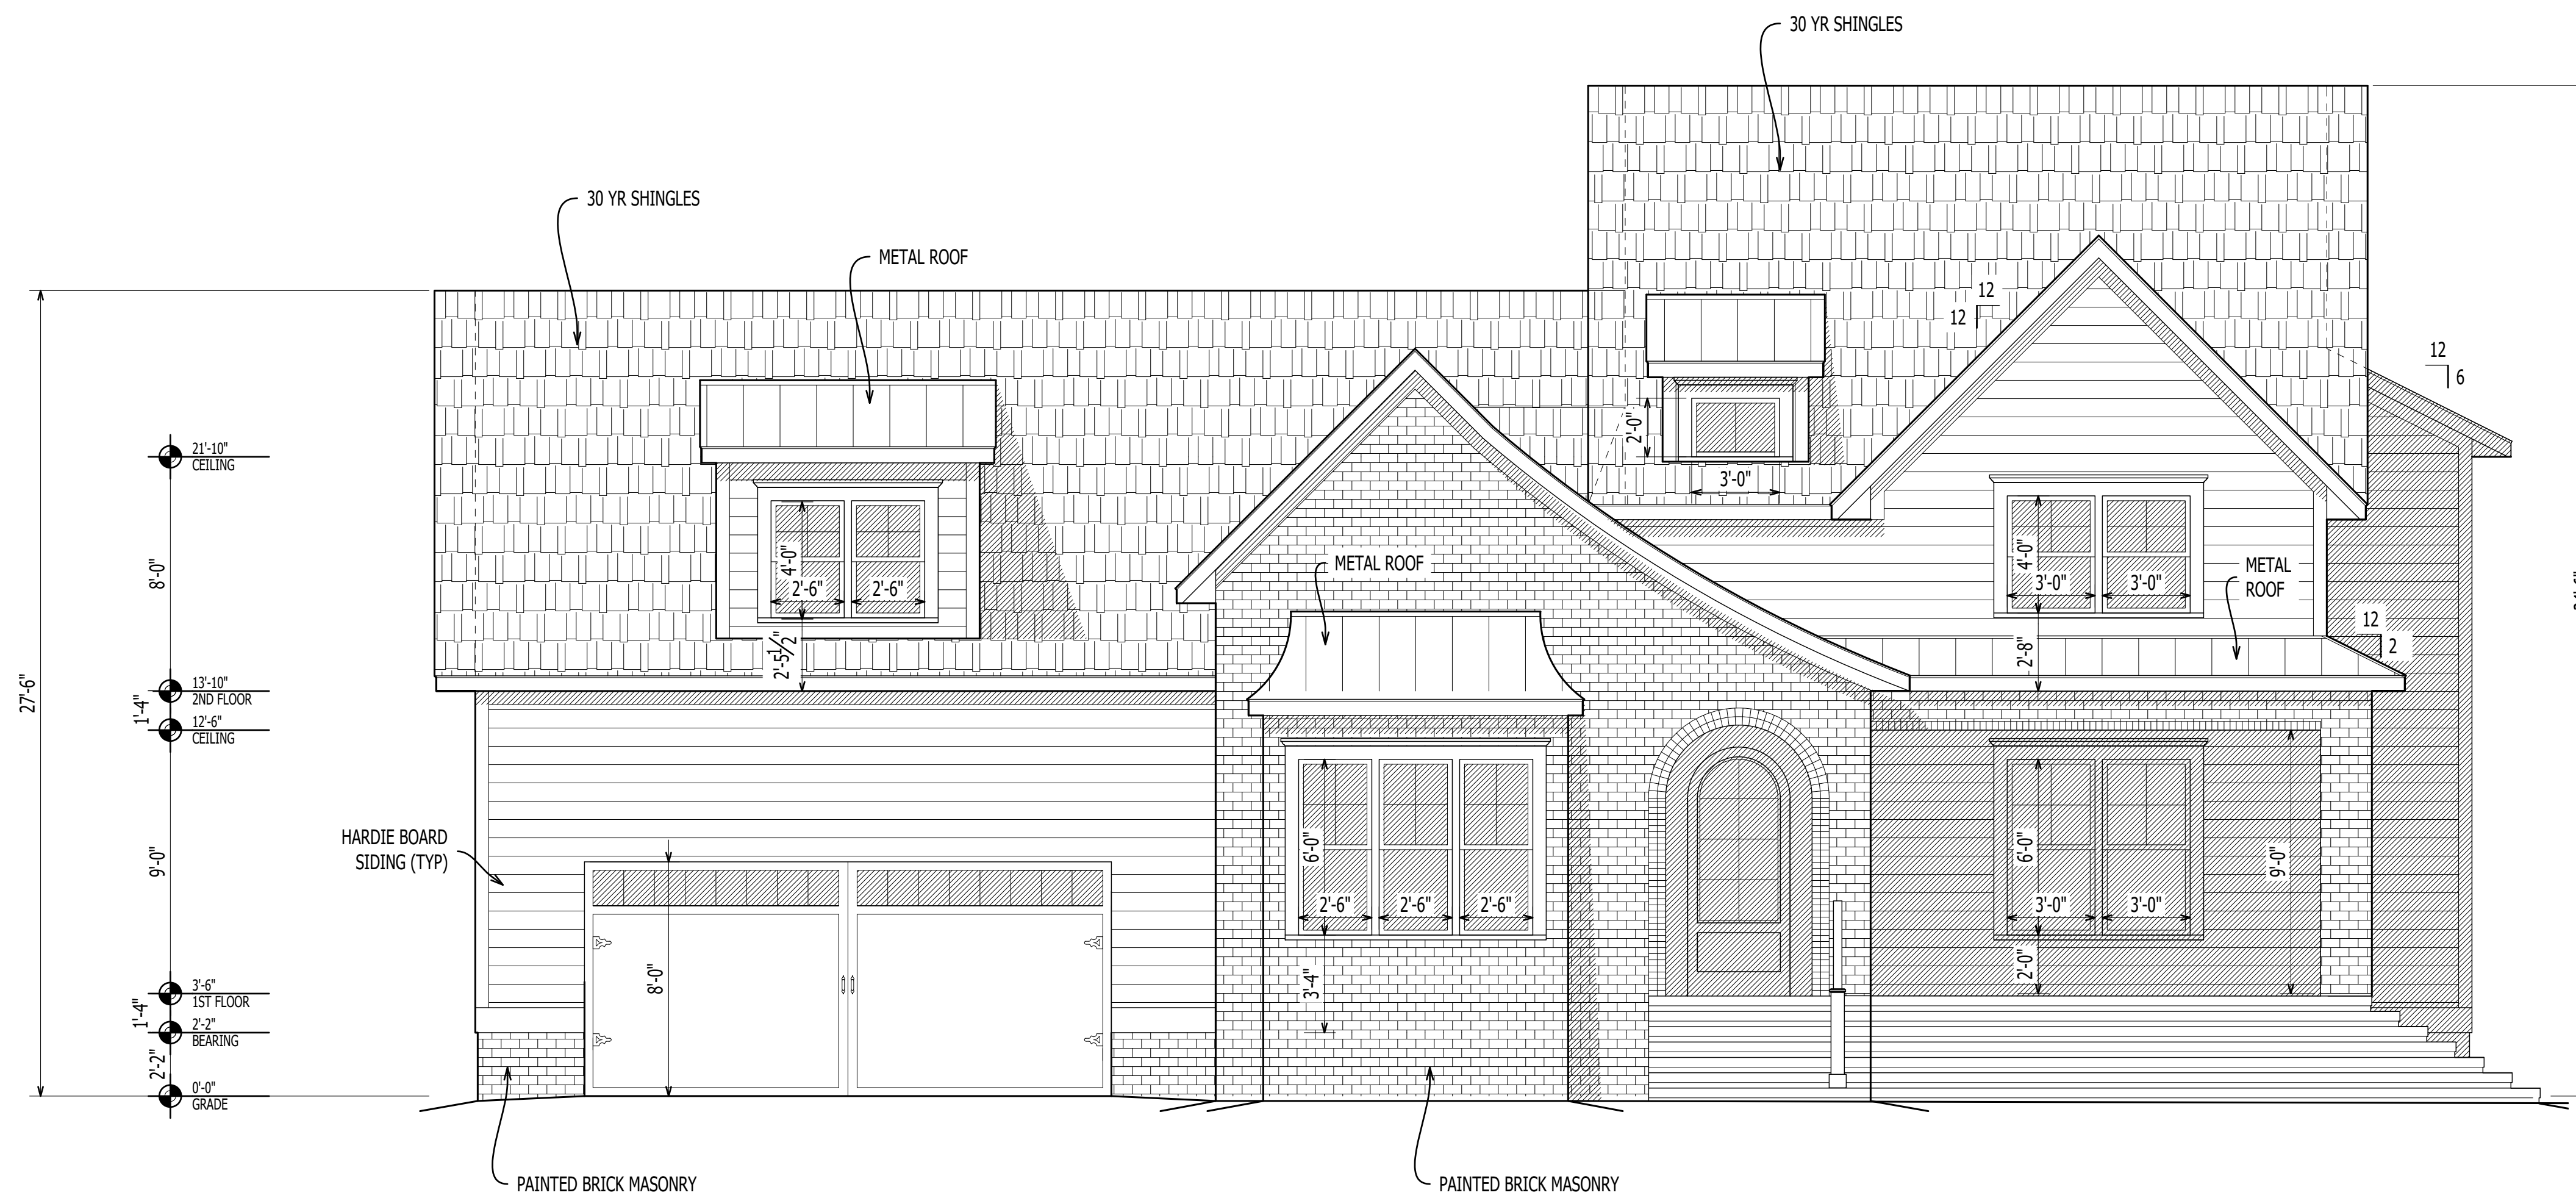 30 YR SHINGLES
30 YR SHINGLES
METAL ROOF
12
12
12
6
27'-6"
21'-10"
CEILING
8'-0"
13'-10"
2ND FLOOR
1'-4"
12'-6"
CEILING
9'-0"
3'-6"
1ST FLOOR
1'-4"
2'-2"
BEARING
2'-2"
0'-0"
GRADE
4'-0"
2'-6"
2'-6"
2'-5 1/2"
METAL ROOF
2'-0"
3'-0"
4'-0"
3'-0"
3'-0"
METAL
ROOF
12
2
2'-8"
HARDIE BOARD
SIDING (TYP)
8'-0"
6'-0"
2'-6"
2'-6"
2'-6"
3'-4"
6'-0"
3'-0"
3'-0"
9'-0"
2'-0"
PAINTED BRICK MASONRY
PAINTED BRICK MASONRY